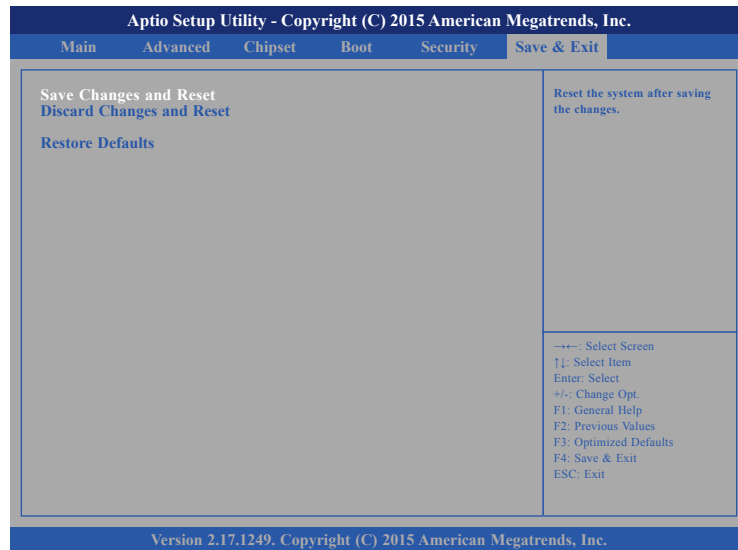 Aptio Setup Utility - Copyright (C) 2015 American Megatrends, Inc.
Main Advanced Chipset Boot Security Save & Exit
Save Changes and Reset
Discard Changes and Reset
Restore Defaults
Reset the system after saving
the changes.
→←: Select Screen
↑↓: Select Item
Enter: Select
+/-: Change Opt.
F1: General Help
F2: Previous Values
F3: Optimized Defaults
F4: Save & Exit
ESC: Exit
Version 2.17.1249. Copyright (C) 2015 American Megatrends, Inc.